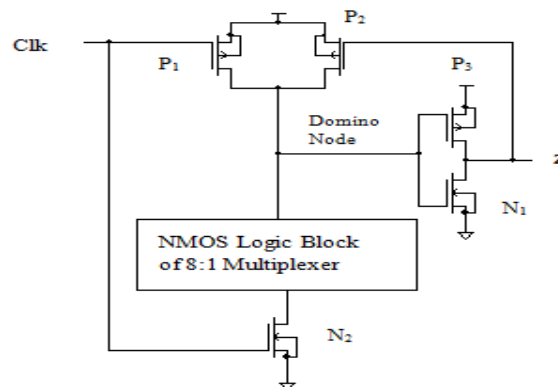 P2
Clk
P1
P3
Domino
Node
z
N1
NMOS Logic Block
of 8:1 Multiplexer
N2